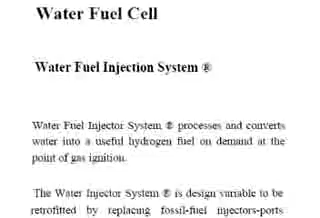 Water Fuel Cell
Water Fuel Injection System ®
Water Fuel Injector System ® processes and converts
water into a useful hydrogen fuel on demand at the
point of gas ignition.
The Water Injector System ® is design variable to be
retrofitted by replacing fossil-fuel injectors-ports